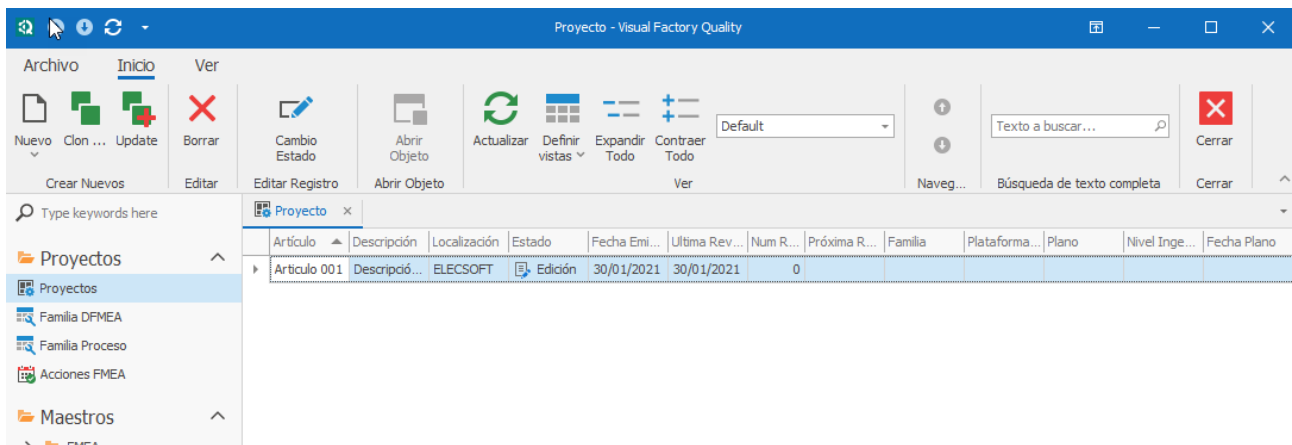 Proyecto - Visual Factory Quality
Archivo Inicio Ver
Nuevo Clon ... Update Borrar Cambio Estado Abrir Objeto Actualizar Definir vistas Expandir Todo Contraer Todo Default Texto a buscar... Cerrar
Crear Nuevos Editar Editar Registro Abrir Objeto Ver Naveg... Búsqueda de texto completa Cerrar
Type keywords here Proyecto
Artículo Descripción Localización Estado Fecha Emi... Ultima Rev... Num R... Próxima R... Familia Plataforma... Plano Nivel Inge... Fecha Plano
Articulo 001 Descripció... ELECSOFT Edición 30/01/2021 30/01/2021 0
Proyectos
Proyectos
Familia DFMEA
Familia Proceso
Acciones FMEA
Maestros
FMEA